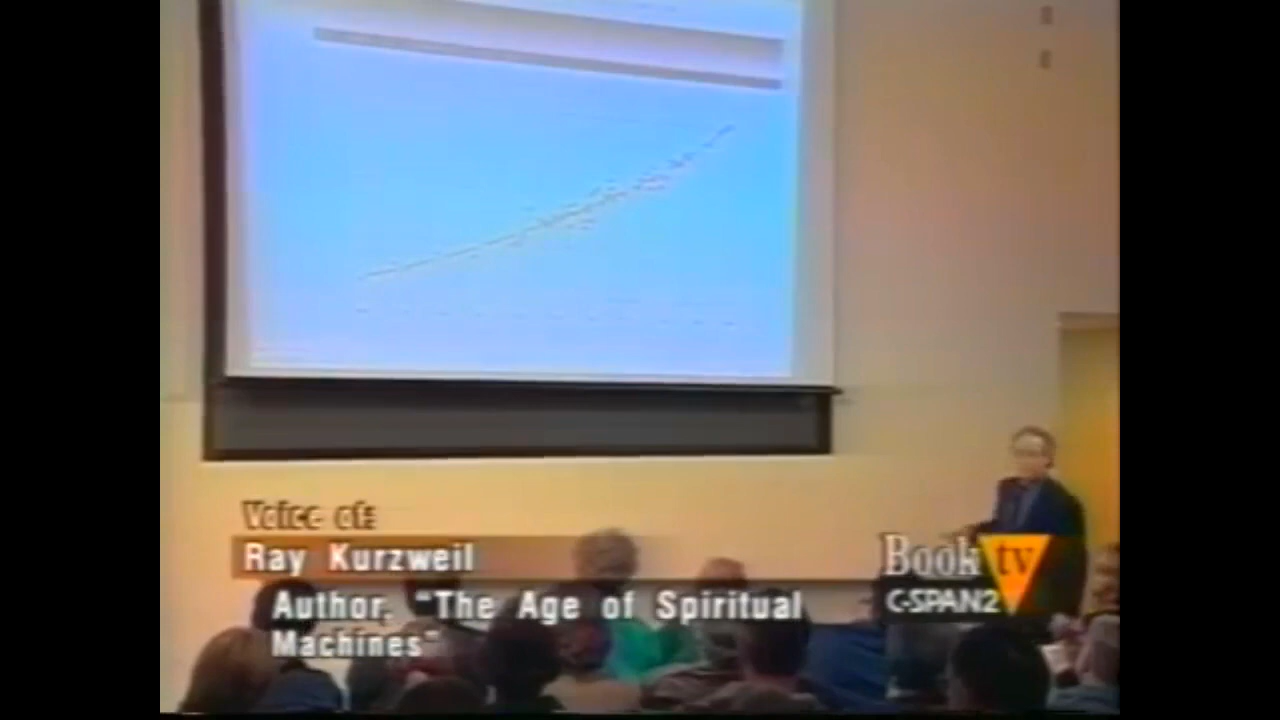 Voice of:
Ray Kurzweil
Author, "The Age of Spiritual
Machines"
Book tv
C-SPAN2